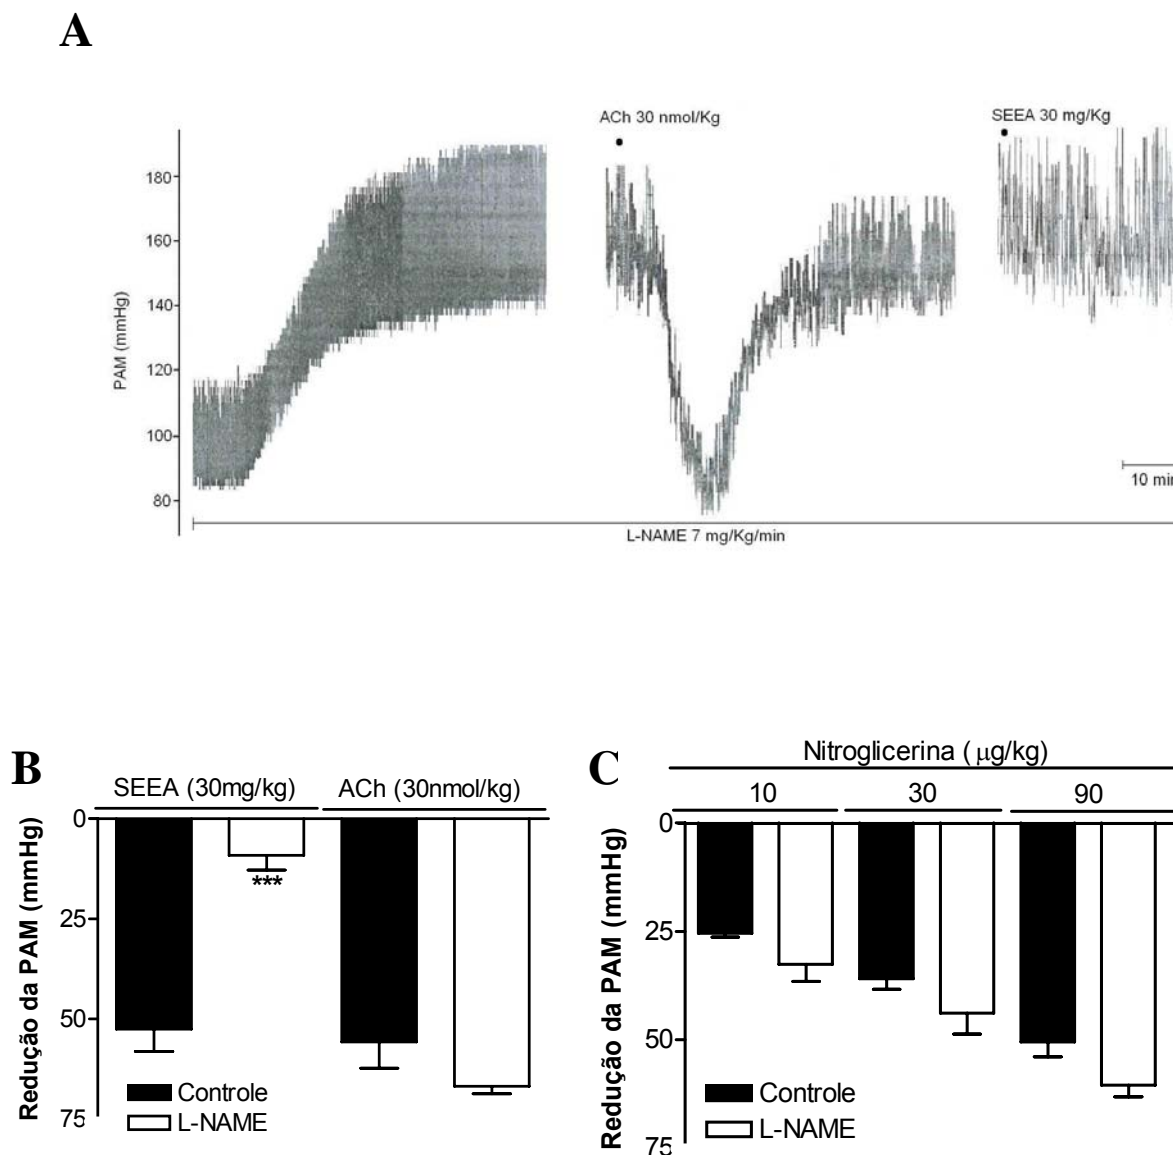 A
ACh 30 nmol/Kg
SEEA 30 mg/Kg
180
160
140
120
100
80
PAM (mmHg)
10 min
L-NAME 7 mg/Kg/min
B
SEEA (30mg/kg)
ACh (30nmol/kg)
0
25
50
75
Redução da PAM (mmHg)
***
Controle
L-NAME
C
Nitroglicerina (μg/kg)
10
30
90
0
25
50
75
Redução da PAM (mmHg)
Controle
L-NAME